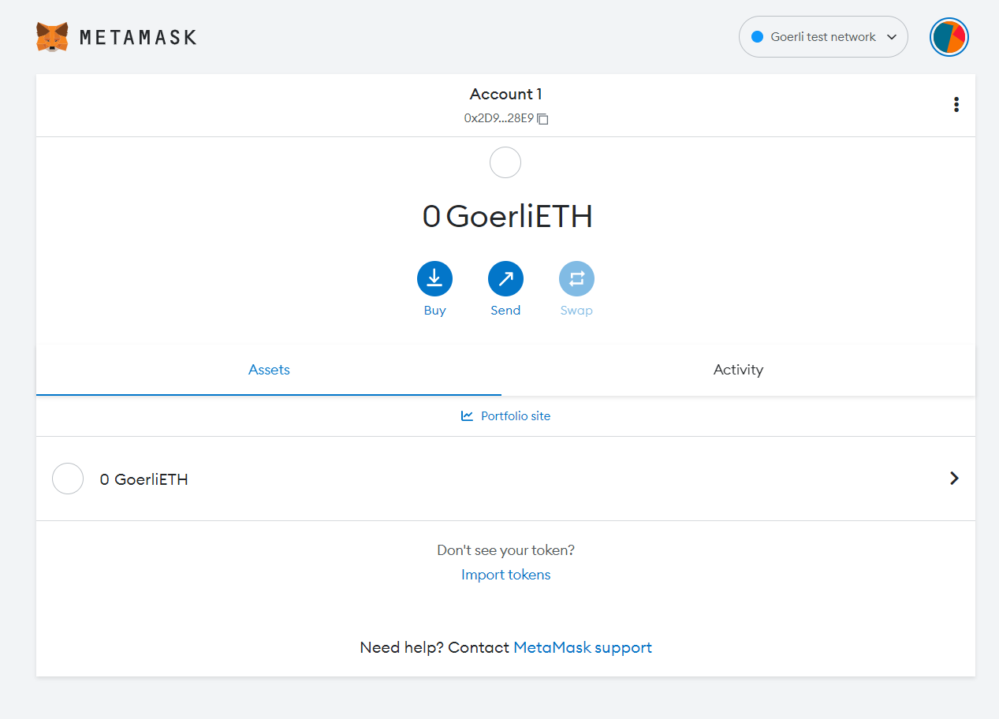 METAMASK
Goerli test network
Account 1
0x2D9...28E9
0 GoerliETH
Buy
Send
Swap
Assets
Activity
Portfolio site
0 GoerliETH
Don't see your token?
Import tokens
Need help? Contact MetaMask support